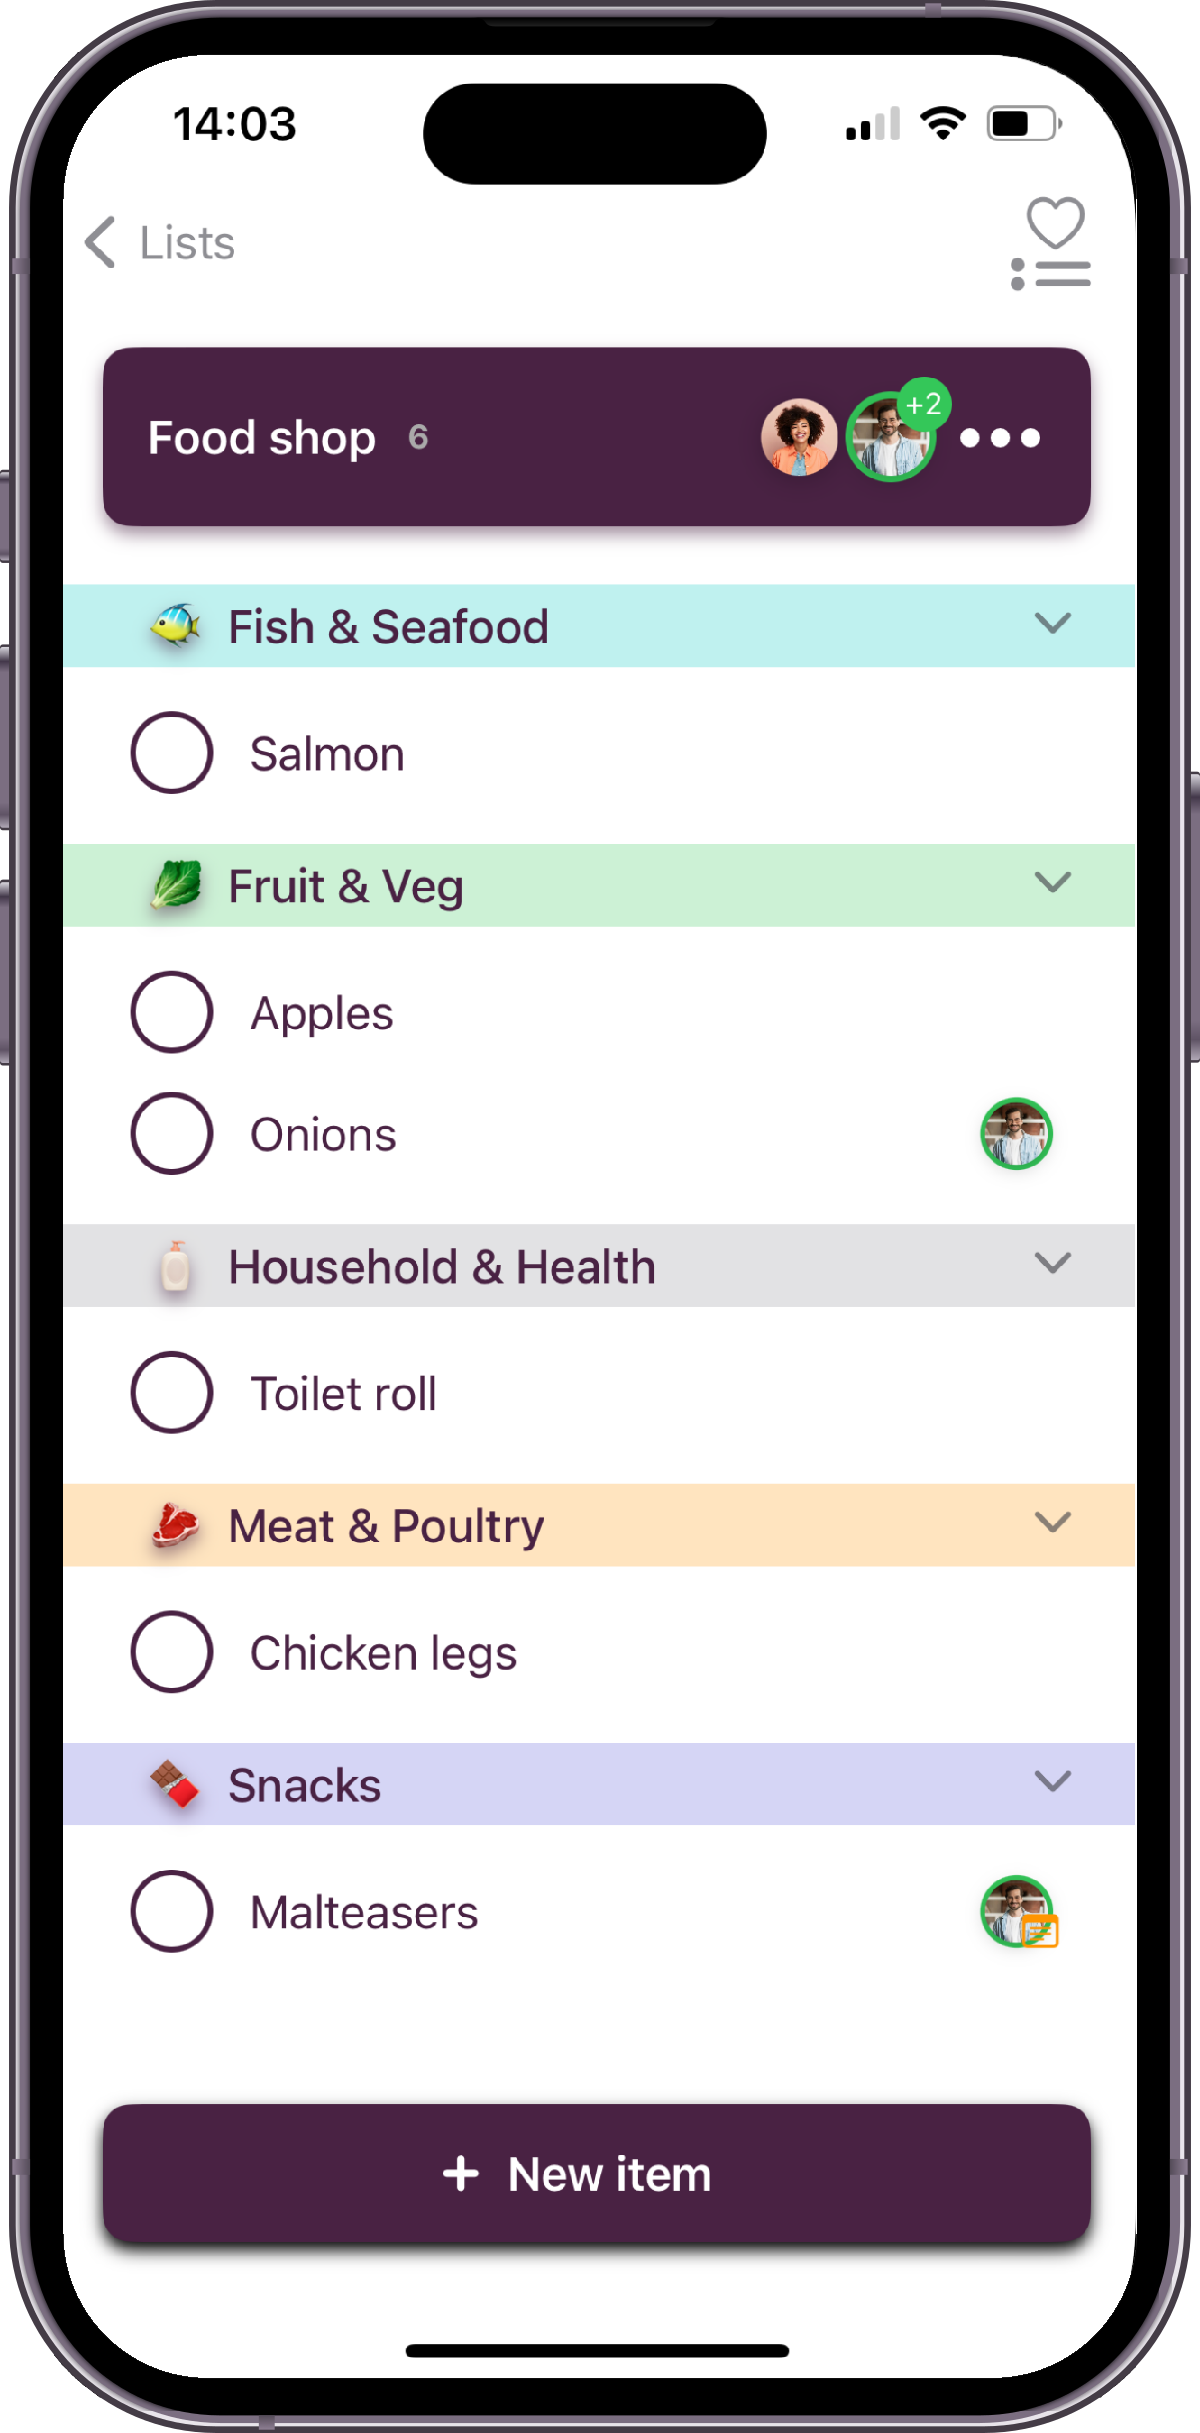 14:03
Lists
Food shop 6 +2
Fish & Seafood
Salmon
Fruit & Veg
Apples
Onions
Household & Health
Toilet roll
Meat & Poultry
Chicken legs
Snacks
Malteasers
+ New item